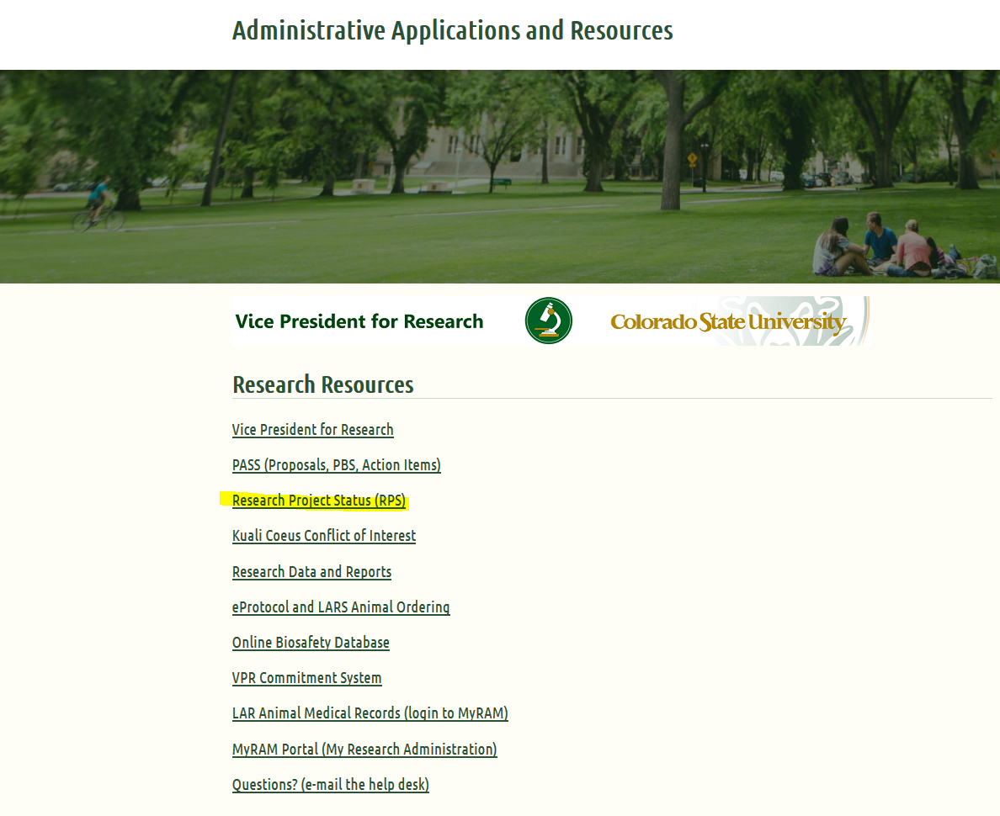 Administrative Applications and Resources
Vice President for Research
Colorado State University
Research Resources
Vice President for Research
PASS (Proposals, PBS, Action Items)
Research Project Status (RPS)
Kuali Coeus Conflict of Interest
Research Data and Reports
eProtocol and LARS Animal Ordering
Online Biosafety Database
VPR Commitment System
LAR Animal Medical Records (login to MyRAM)
MyRAM Portal (My Research Administration)
Questions? (e-mail the help desk)